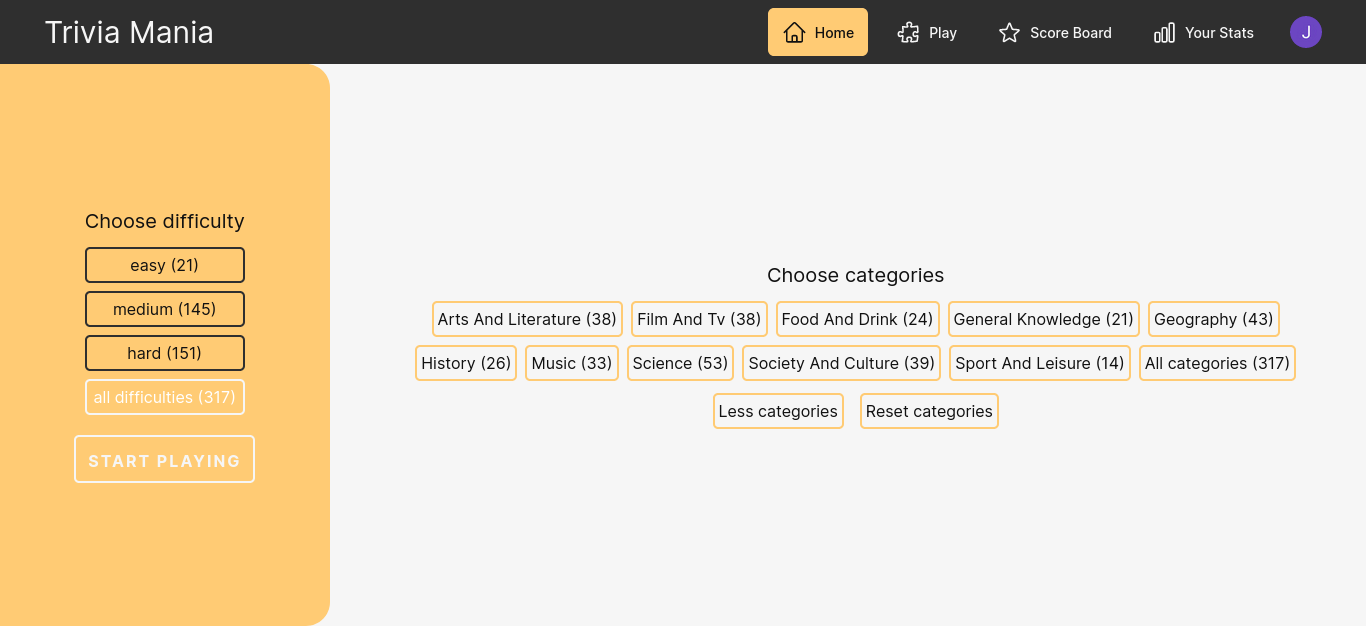 Trivia Mania
Home
Play
Score Board
Your Stats
J
Choose difficulty
easy (21)
medium (145)
hard (151)
all difficulties (317)
START PLAYING
Choose categories
Arts And Literature (38) Film And Tv (38) Food And Drink (24) General Knowledge (21) Geography (43)
History (26) Music (33) Science (53) Society And Culture (39) Sport And Leisure (14) All categories (317)
Less categories Reset categories